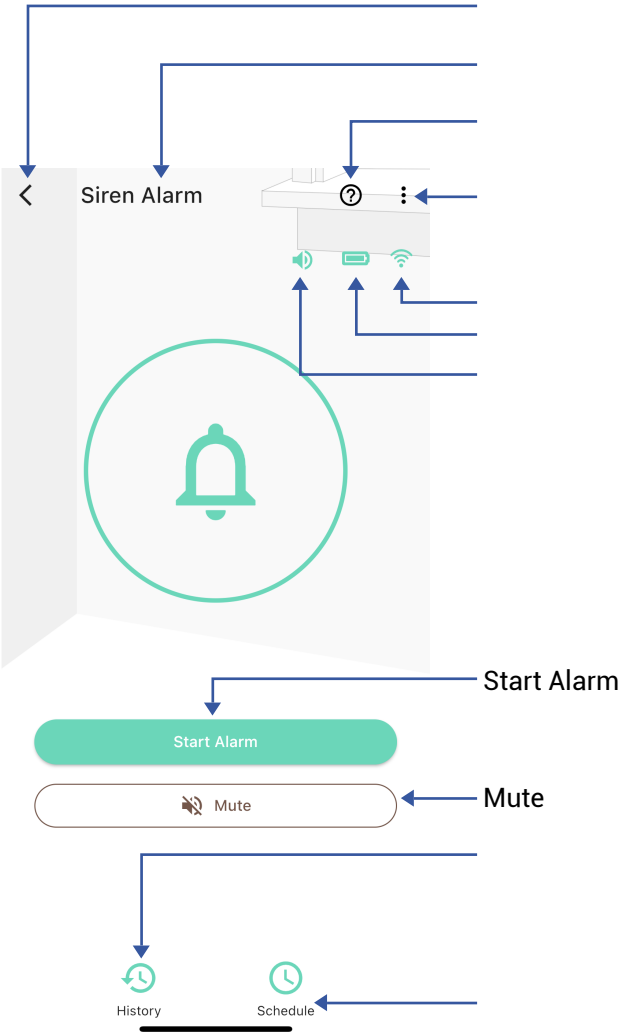 Siren Alarm
Start Alarm
Start Alarm
Mute
Mute
History
Schedule